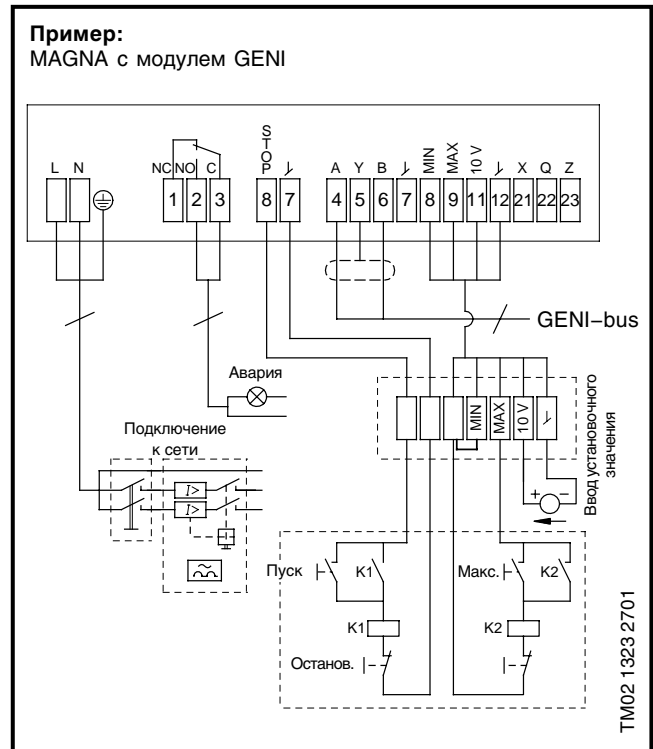 Пример:
MAGNA с модулем GENI
STOP
L N NC NO C A Y B MIN MAX 10 V X Q Z
1 2 3 8 7 4 5 6 7 8 9 11 12 21 22 23
GENI–bus
Авария
Подключение
к сети
MIN MAX 10 V
Ввод установочного
значения
+ –
I>
I>
Пуск K1 Макс. K2
K1 K2
Останов.
TM02 1323 2701